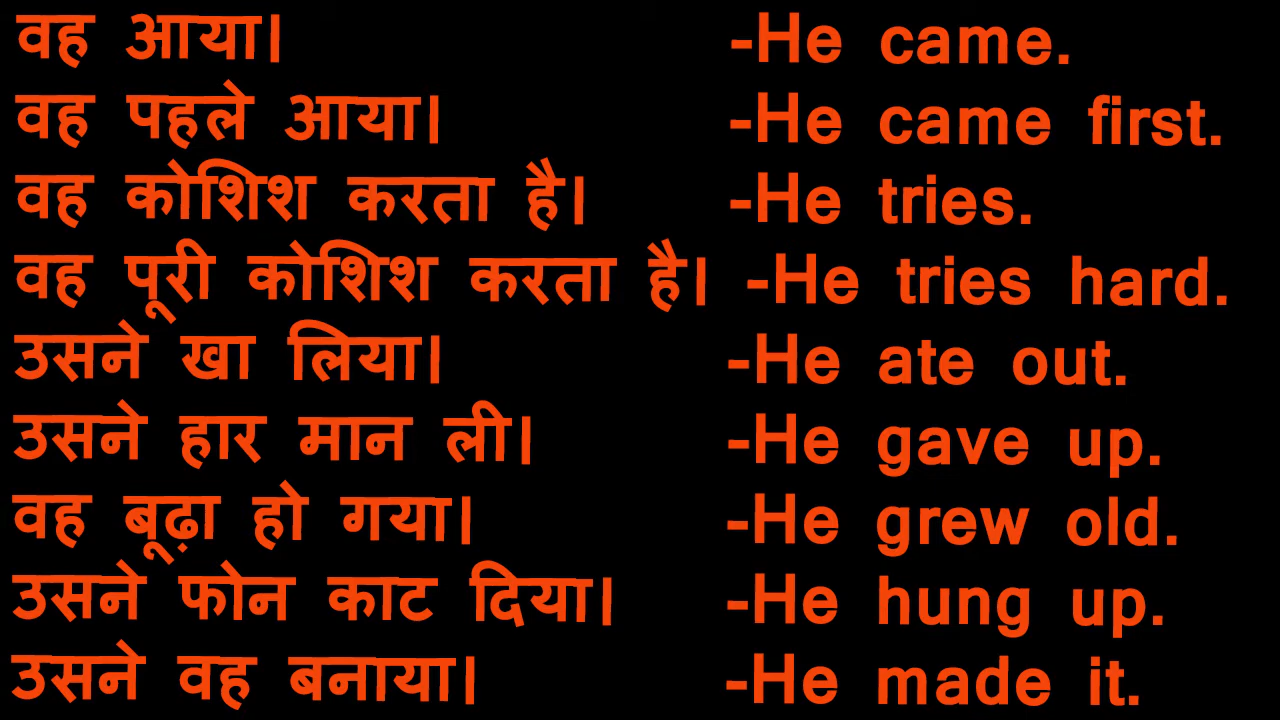 वह आया। -He came.
वह पहले आया। -He came first.
वह कोशिश करता है। -He tries.
वह पूरी कोशिश करता है। -He tries hard.
उसने खा लिया। -He ate out.
उसने हार मान ली। -He gave up.
वह बूढ़ा हो गया। -He grew old.
उसने फोन काट दिया। -He hung up.
उसने वह बनाया। -He made it.